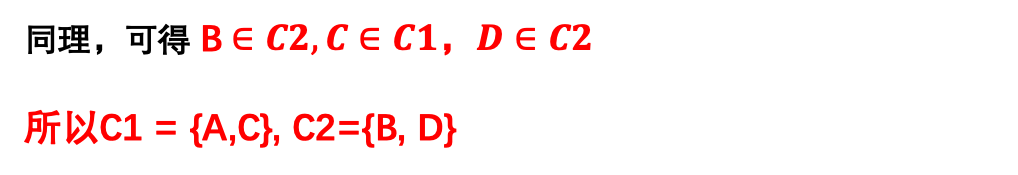 同理，可得 B ∈ C2, C ∈ C1，D ∈ C2
所以C1 = {A,C}, C2={B, D}